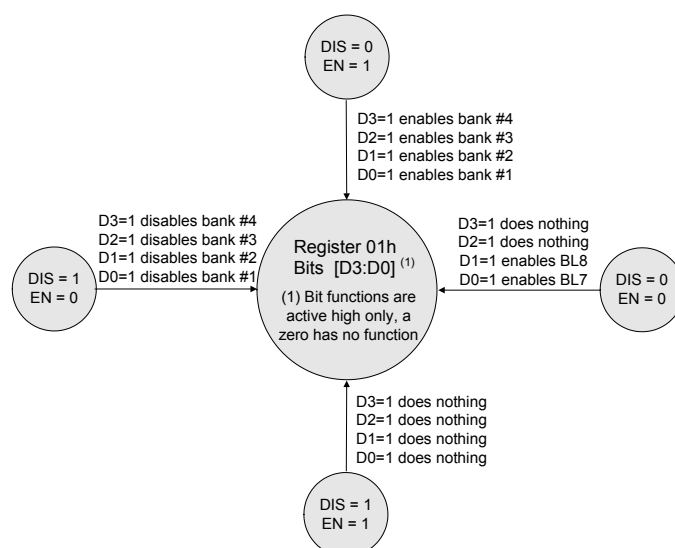 DIS = 0
EN = 1
D3=1 enables bank #4
D2=1 enables bank #3
D1=1 enables bank #2
D0=1 enables bank #1
D3=1 disables bank #4
D2=1 disables bank #3
D1=1 disables bank #2
D0=1 disables bank #1
DIS = 1
EN = 0
Register 01h
Bits [D3:D0] (1)
(1) Bit functions are
active high only, a
zero has no function
D3=1 does nothing
D2=1 does nothing
D1=1 enables BL8
D0=1 enables BL7
DIS = 0
EN = 0
D3=1 does nothing
D2=1 does nothing
D1=1 does nothing
D0=1 does nothing
DIS = 1
EN = 1